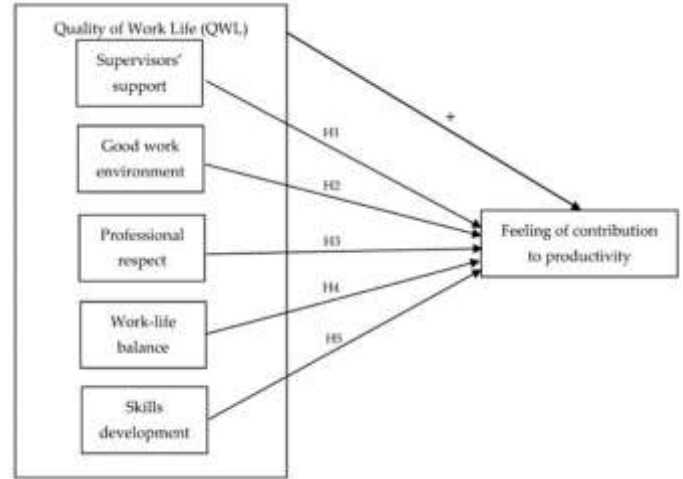 Quality of Work Life (QWL)
Supervisors'
support
Good work
environment
Professional
respect
Work-life
balance
Skills
development
H1
H2
H3
H4
H5
+
Feeling of contribution
to productivity